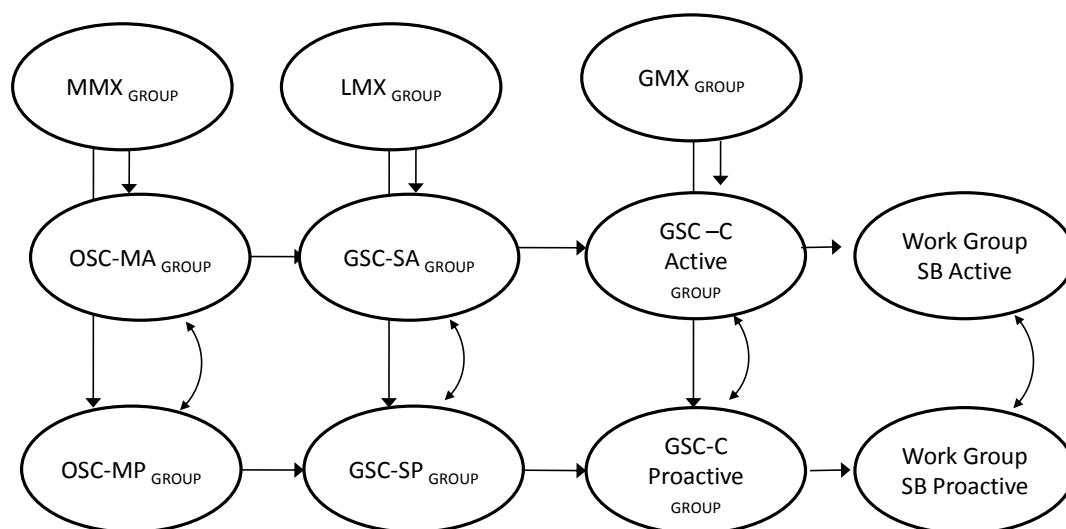 MMX GROUP
LMX GROUP
GMX GROUP
OSC-MA GROUP
GSC-SA GROUP
GSC –C
Active
GROUP
Work Group
SB Active
OSC-MP GROUP
GSC-SP GROUP
GSC-C
Proactive
GROUP
Work Group
SB Proactive